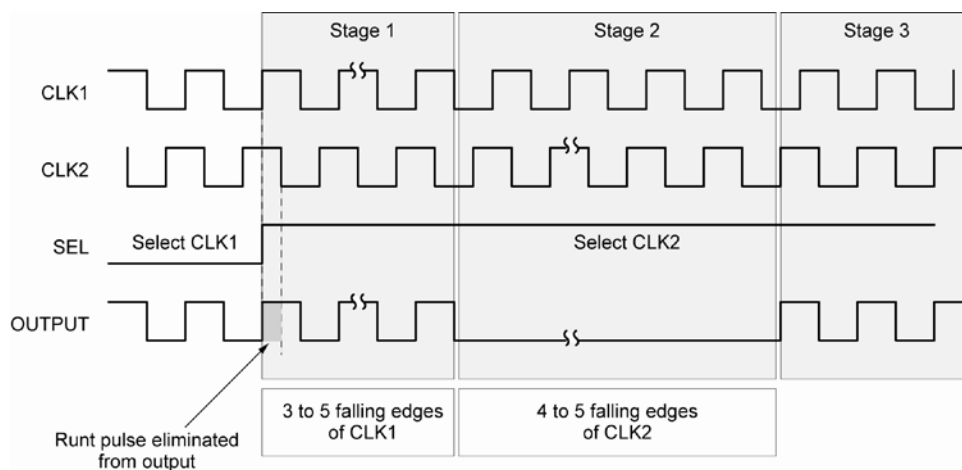 Stage 1
Stage 2
Stage 3
CLK1
CLK2
SEL
Select CLK1
Select CLK2
OUTPUT
3 to 5 falling edges
of CLK1
4 to 5 falling edges
of CLK2
Runt pulse eliminated
from output